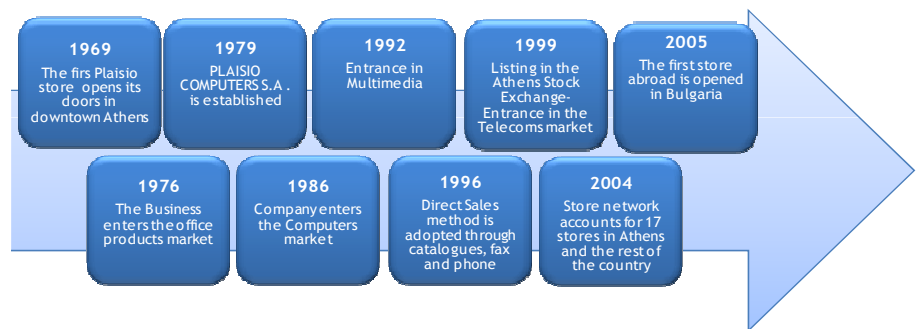 1969
The firs Plaisio
store opens its
doors in
downtown Athens
1979
PLAISIO
COMPUTERS S.A .
is established
1992
Entrance in
Multimedia
1999
Listing in the
Athens Stock
Exchange-
Entrance in the
Telecoms market
2005
The first store
abroad is opened
in Bulgaria
1976
The Business
enters the office
products market
1986
Company enters
the Computers
market
1996
Direct Sales
method is
adopted through
catalogues, fax
and phone
2004
Store network
accounts for 17
stores in Athens
and the rest of
the country